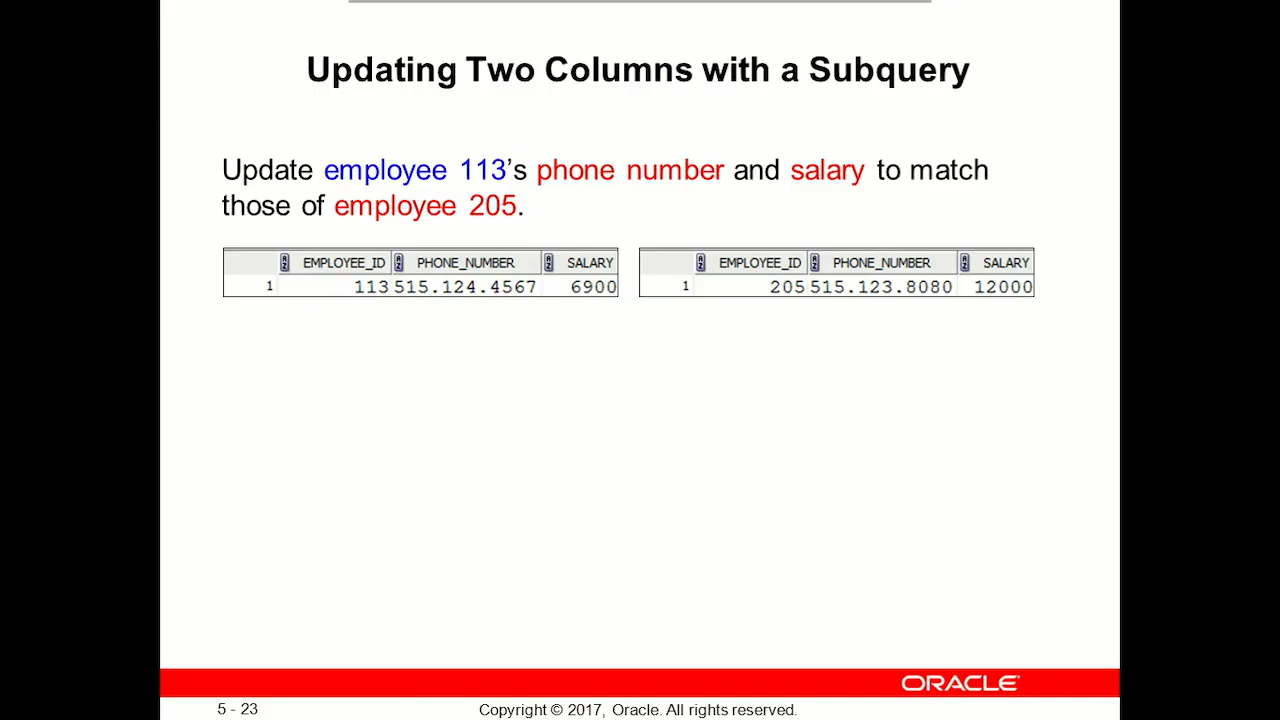 Updating Two Columns with a Subquery
Update employee 113's phone number and salary to match
those of employee 205.
EMPLOYEE_ID PHONE_NUMBER SALARY
1 113 515.124.4567 6900
EMPLOYEE_ID PHONE_NUMBER SALARY
1 205 515.123.8080 12000
ORACLE
5 - 23
Copyright © 2017, Oracle. All rights reserved.